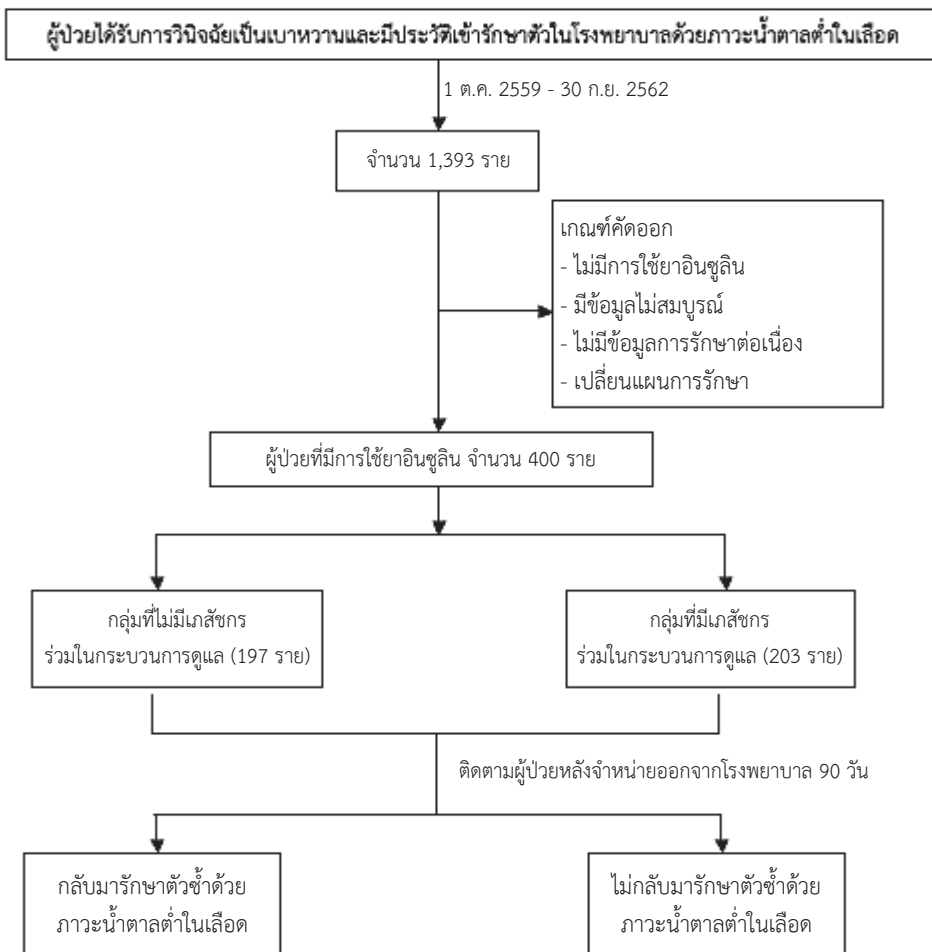 ผู้ป่วยได้รับการวินิจฉัยเป็นเบาหวานและมีประวัติเข้ารักษาตัวในโรงพยาบาลด้วยภาวะน้ำตาลต่ำในเลือด
1 ต.ค. 2559 - 30 ก.ย. 2562
จำนวน 1,393 ราย
เกณฑ์คัดออก
- ไม่มีการใช้ยาอินซูลิน
- มีข้อมูลไม่สมบูรณ์
- ไม่มีข้อมูลการรักษาต่อเนื่อง
- เปลี่ยนแผนการรักษา
ผู้ป่วยที่มีการใช้ยาอินซูลิน จำนวน 400 ราย
กลุ่มที่ไม่มีเภสัชกร
ร่วมในกระบวนการดูแล (197 ราย)
กลุ่มที่มีเภสัชกร
ร่วมในกระบวนการดูแล (203 ราย)
ติดตามผู้ป่วยหลังจำหน่ายออกจากโรงพยาบาล 90 วัน
กลับมารักษาตัวซ้ำด้วย
ภาวะน้ำตาลต่ำในเลือด
ไม่กลับมารักษาตัวซ้ำด้วย
ภาวะน้ำตาลต่ำในเลือด